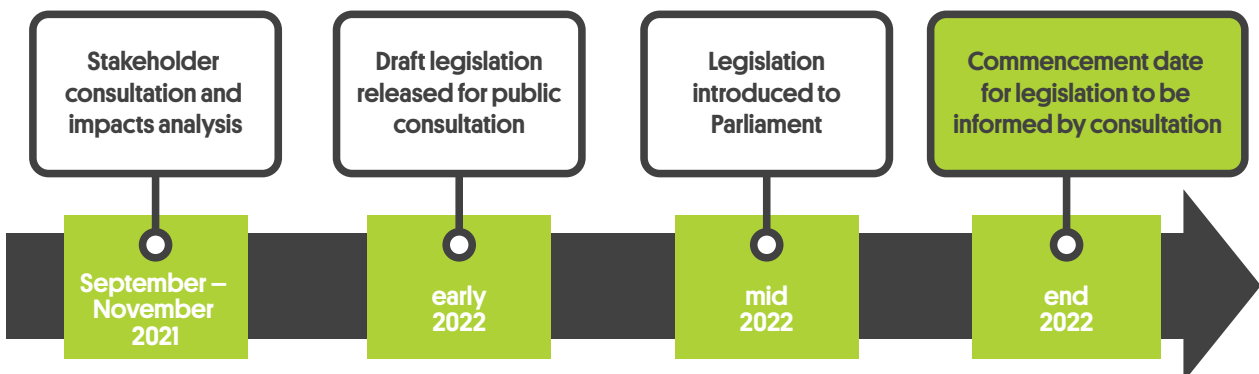 Stakeholder
consultation and
impacts analysis
Draft legislation
released for public
consultation
Legislation
introduced to
Parliament
Commencement date
for legislation to be
informed by consultation
September –
November
2021
early
2022
mid
2022
end
2022